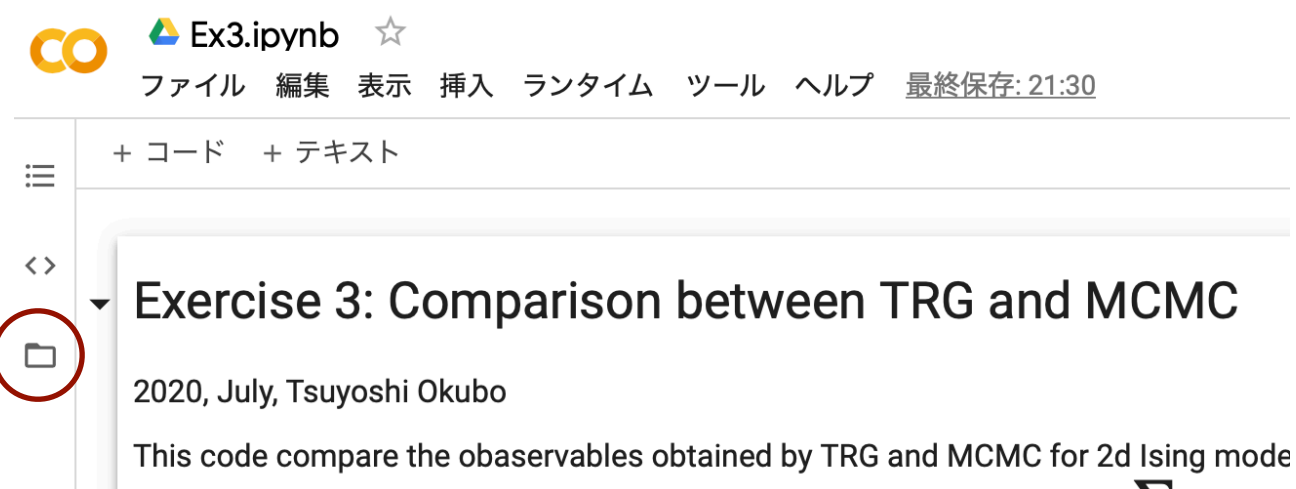 Ex3.ipynb
ファイル 編集 表示 挿入 ランタイム ツール ヘルプ 最終保存: 21:30
+ コード + テキスト
Exercise 3: Comparison between TRG and MCMC
2020, July, Tsuyoshi Okubo
This code compare the obaservables obtained by TRG and MCMC for 2d Ising mode